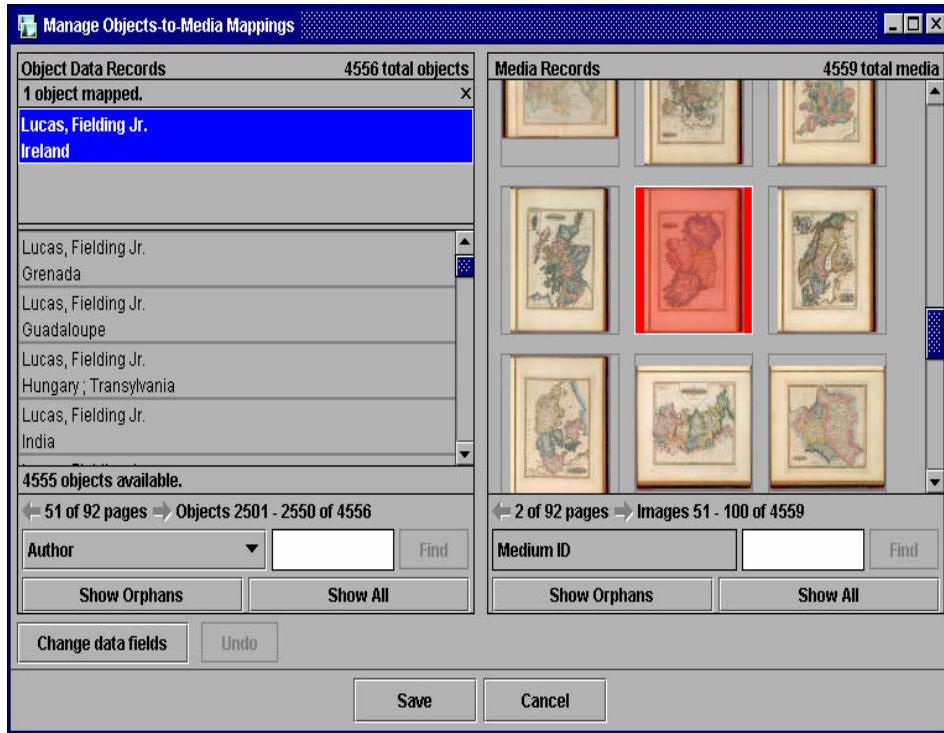 Manage Objects-to-Media Mappings
Object Data Records 4556 total objects
1 object mapped. X
Lucas, Fielding Jr.
Ireland
Lucas, Fielding Jr.
Grenada
Lucas, Fielding Jr.
Guadaloupe
Lucas, Fielding Jr.
Hungary ; Transylvania
Lucas, Fielding Jr.
India
4555 objects available.
51 of 92 pages Objects 2501 - 2550 of 4556
Author Find
Show Orphans Show All
Media Records 4559 total media
2 of 92 pages Images 51 - 100 of 4559
Medium ID Find
Show Orphans Show All
Change data fields Undo
Save Cancel